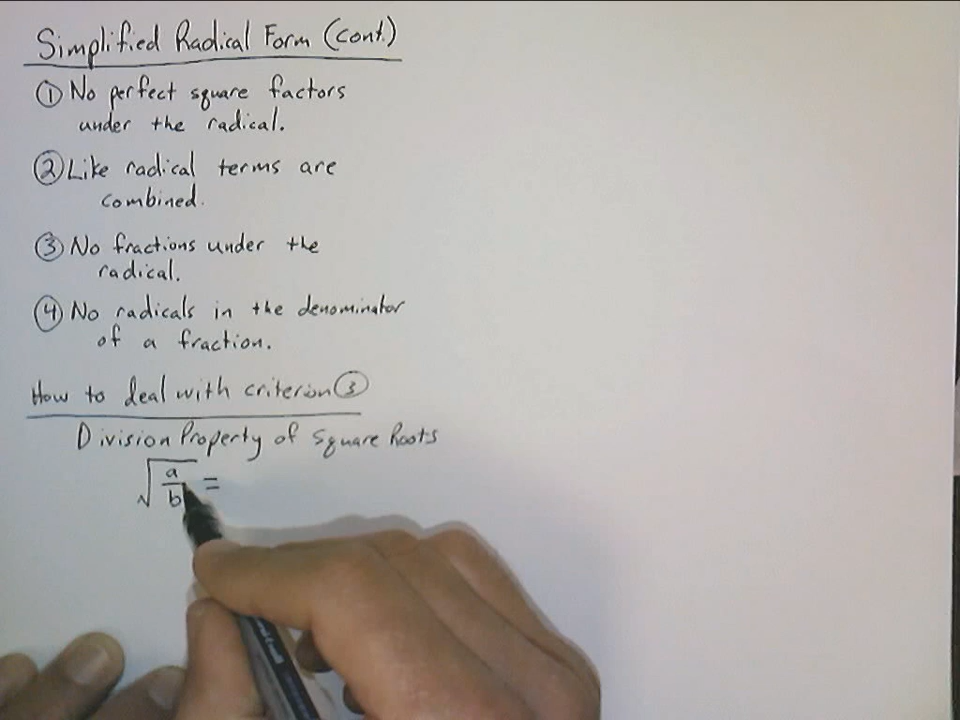 Simplified Radical Form (cont.)
① No perfect square factors
under the radical.
② Like radical terms are
combined.
③ No fractions under the
radical.
④ No radicals in the denominator
of a fraction.
How to deal with criterion ③
Division Property of Square Roots
√(a/b) =